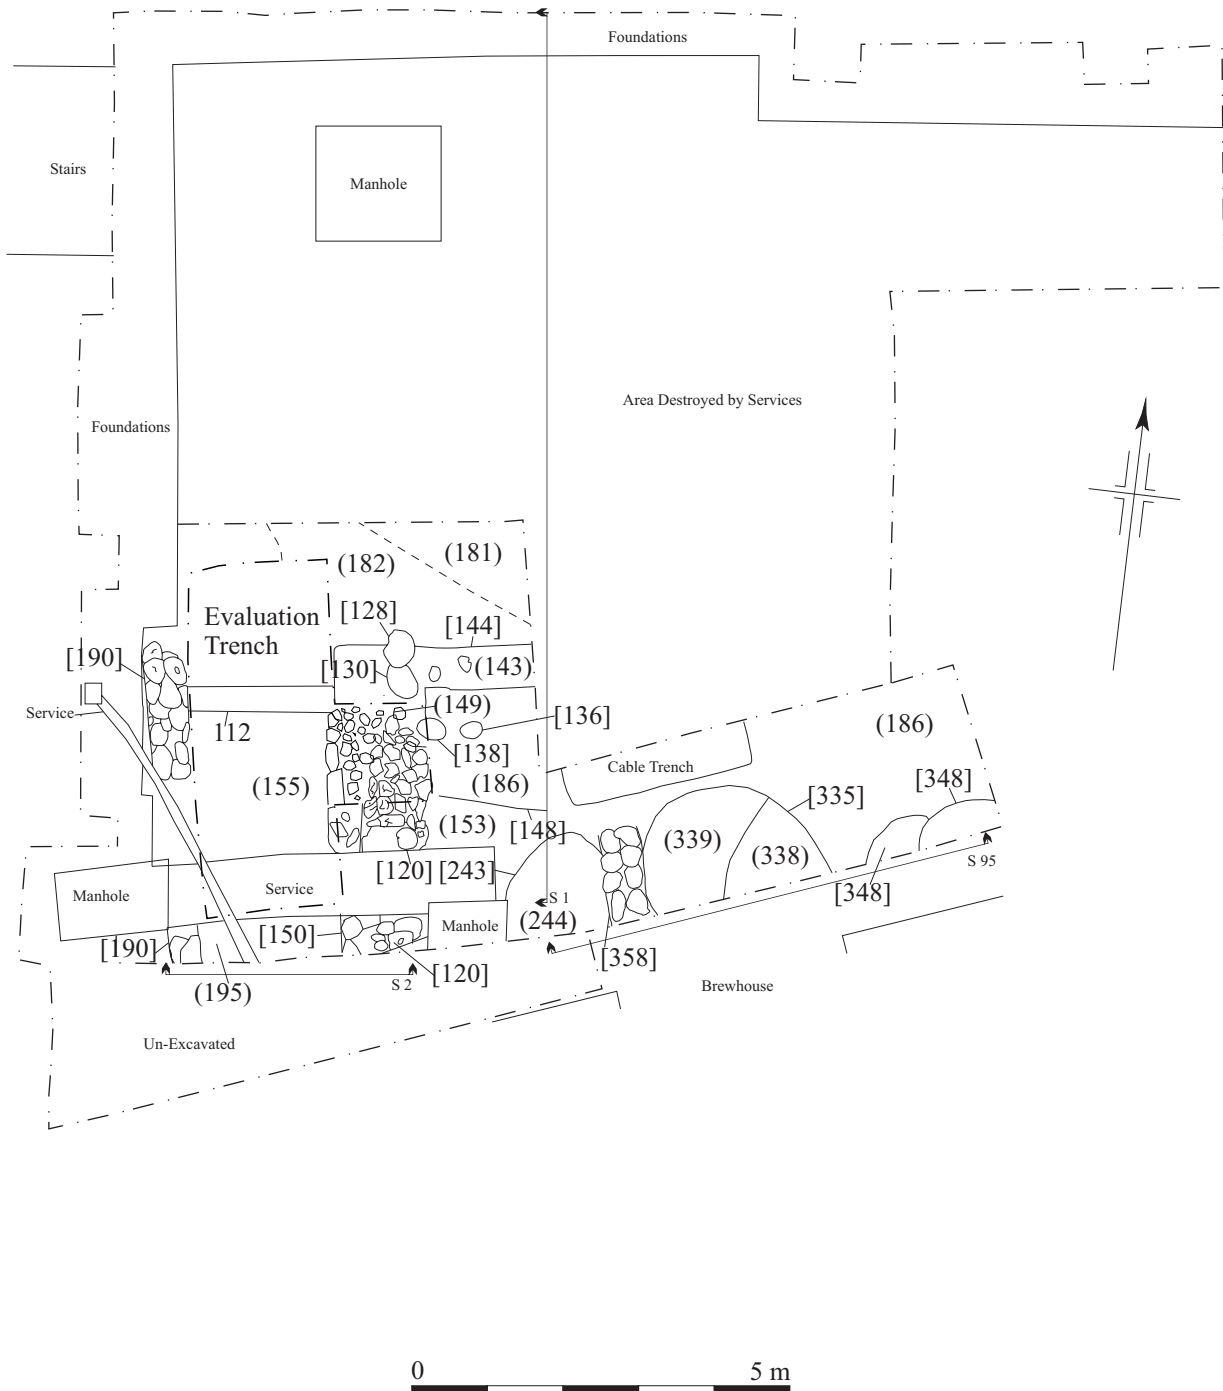 Foundations
Stairs
Manhole
Area Destroyed by Services
Foundations
(181)
(182)
Evaluation
Trench
[128]
[144]
[190]
[130]
(143)
(149)
[136]
Service
112
[138]
(186)
Cable Trench
(155)
(186)
[348]
[335]
(153)
[148]
(339)
(338)
S 95
[120]
[243]
[348]
Manhole
Service
S 1
(244)
[190]
[150]
Manhole
[358]
[120]
(195)
S 2
Brewhouse
Un-Excavated
0
5 m